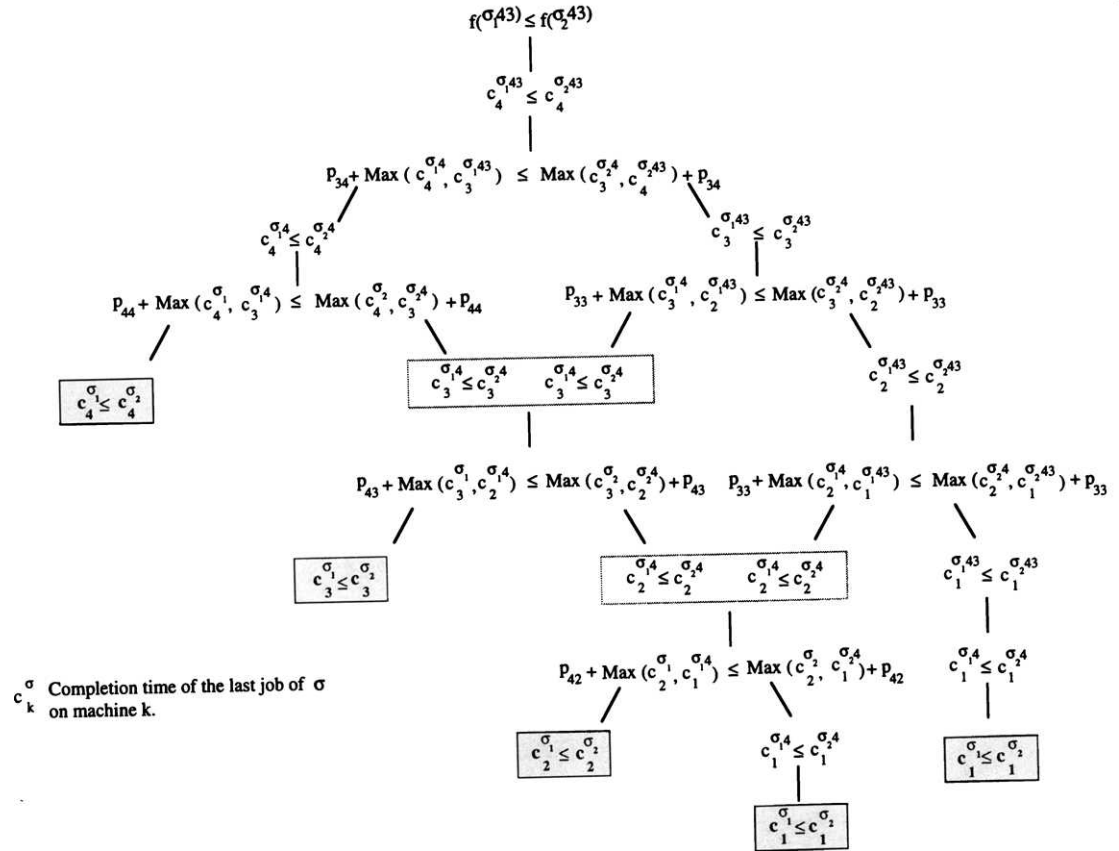 f(σ₁43) ≤ f(σ₂43)
c₄^σ₁43 ≤ c₄^σ₂43
p₃₄ + Max ( c₄^σ₁4 , c₃^σ₁43 ) ≤ Max ( c₃^σ₂4 , c₄^σ₂43 ) + p₃₄
c₄^σ₁4 ≤ c₄^σ₂4
c₃^σ₁43 ≤ c₃^σ₂43
p₄₄ + Max ( c₄^σ₁ , c₃^σ₁4 ) ≤ Max ( c₄^σ₂ , c₃^σ₂4 ) + p₄₄
p₃₃ + Max ( c₃^σ₁4 , c₂^σ₁43 ) ≤ Max ( c₃^σ₂4 , c₂^σ₂43 ) + p₃₃
c₄^σ₁ ≤ c₄^σ₂
c₃^σ₁4 ≤ c₃^σ₂4 c₃^σ₁4 ≤ c₃^σ₂4
c₂^σ₁43 ≤ c₂^σ₂43
p₄₃ + Max ( c₃^σ₁ , c₂^σ₁4 ) ≤ Max ( c₃^σ₂ , c₂^σ₂4 ) + p₄₃
p₃₃ + Max ( c₂^σ₁4 , c₁^σ₁43 ) ≤ Max ( c₂^σ₂4 , c₁^σ₂43 ) + p₃₃
c₃^σ₁ ≤ c₃^σ₂
c₂^σ₁4 ≤ c₂^σ₂4 c₂^σ₁4 ≤ c₂^σ₂4
c₁^σ₁43 ≤ c₁^σ₂43
p₄₂ + Max ( c₂^σ₁ , c₁^σ₁4 ) ≤ Max ( c₂^σ₂ , c₁^σ₂4 ) + p₄₂
c₁^σ₁4 ≤ c₁^σ₂4
c_k^σ Completion time of the last job of σ
on machine k.
c₂^σ₁ ≤ c₂^σ₂
c₁^σ₁4 ≤ c₁^σ₂4
c₁^σ₁ ≤ c₁^σ₂
c₁^σ₁ ≤ c₁^σ₂